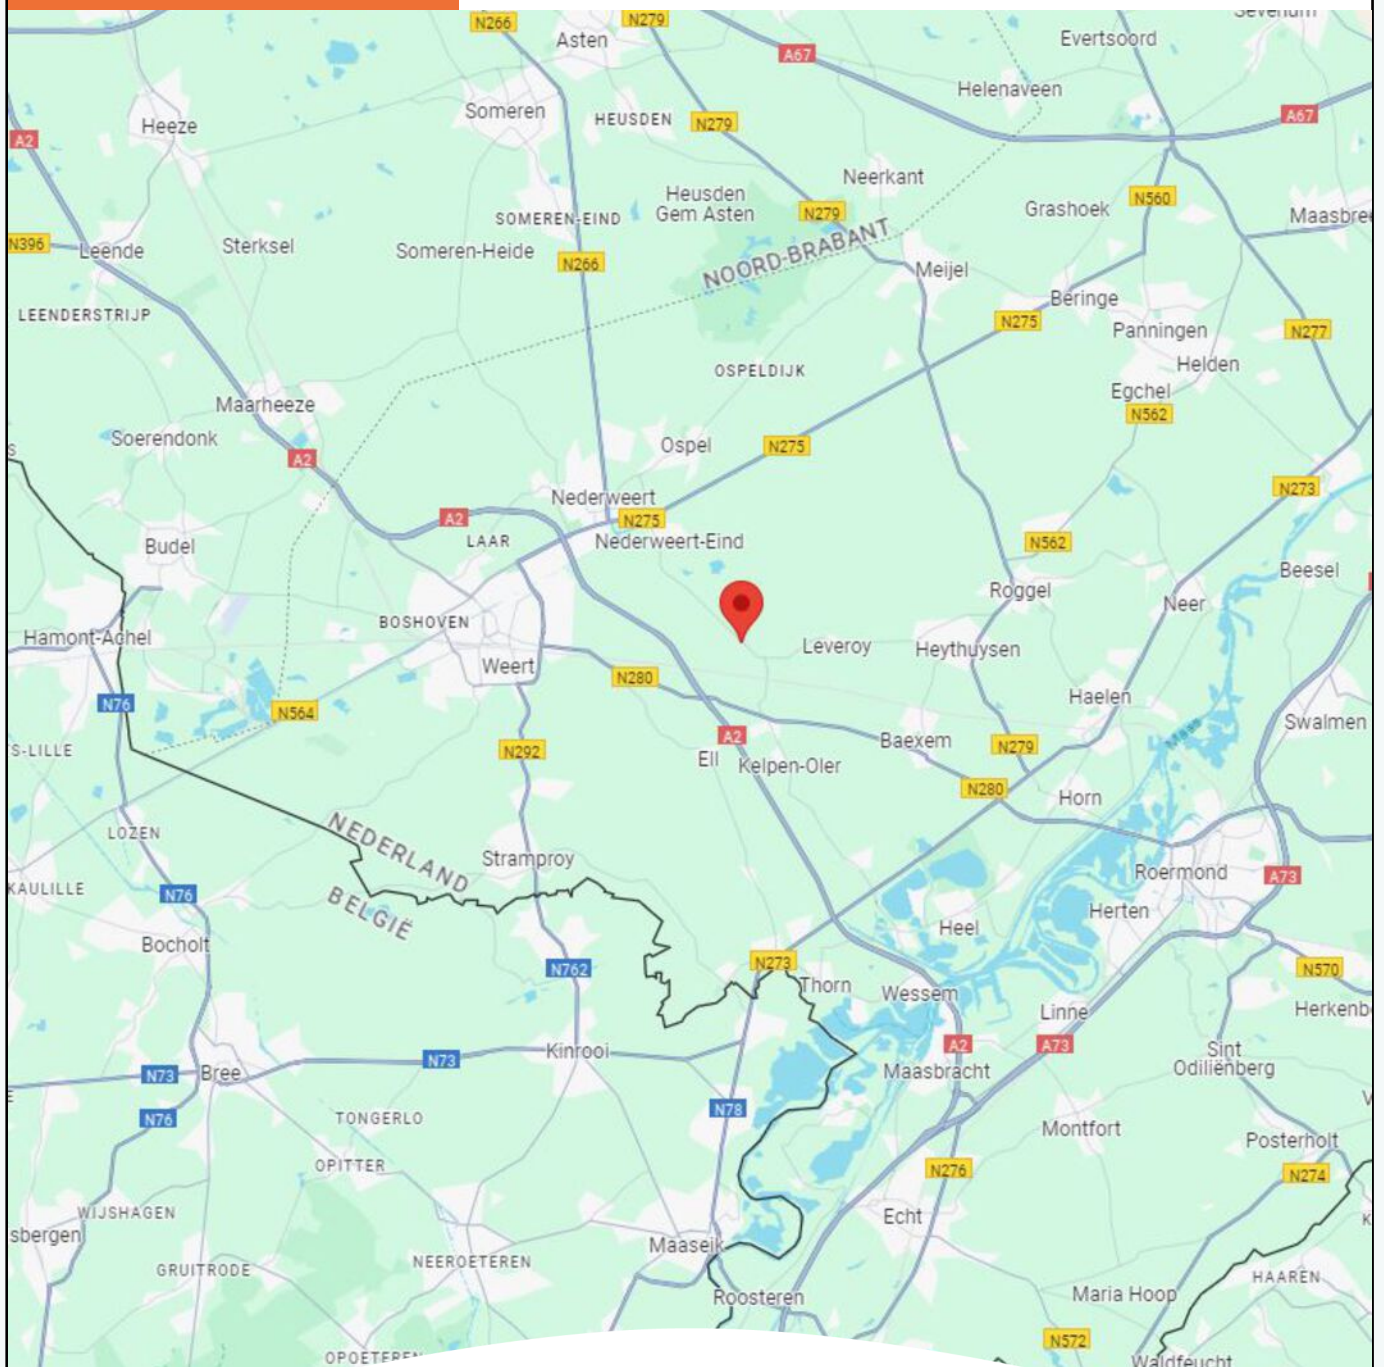 N266
N279
Asten
Evertsoord
A67
Helenaveen
Someren
HEUSDEN
N279
A67
Heeze
A2
Neerkant
Heusden
Gem Asten
N279
N560
Grashoek
Maasbree
SOMEREN-EIND
N396
Leende
Sterksel
Someren-Heide
N266
NOORD-BRABANT
Meijel
Beringe
LEENDERSTRIJP
N275
Panningen
N277
OSPELDIJK
Helden
Egchel
Maarheeze
N562
Soerendonk
Ospel
N275
A2
N273
Nederweert
A2
N275
LAAR
Nederweert-Eind
N562
Budel
Beesel
Roggel
Neer
BOSHOVEN
Hamont-Achel
Leveroy
Heythuysen
Weert
N280
N76
N564
Haelen
Swalmen
Maas
A2
S-LILLE
N292
Baexem
N279
Ell
Kelpen-Oler
N280
Horn
LOZEN
NEDERLAND
Stramproy
Roermond
A73
KAULILLE
N76
BELGIË
Herten
Heel
Bocholt
N273
N762
N570
Thorn
Wessem
Linne
Herkenb
Kinrooi
A2
A73
Sint
Odiliënberg
N73
N73
Bree
Maasbracht
N76
TONGERLO
N78
Montfort
Posterholt
OPITTER
N276
N274
WIJSHAGEN
Echt
sbergen
Maaseik
GRUITRODE
NEEROETEREN
HAAREN
Roosteren
Maria Hoop
N572